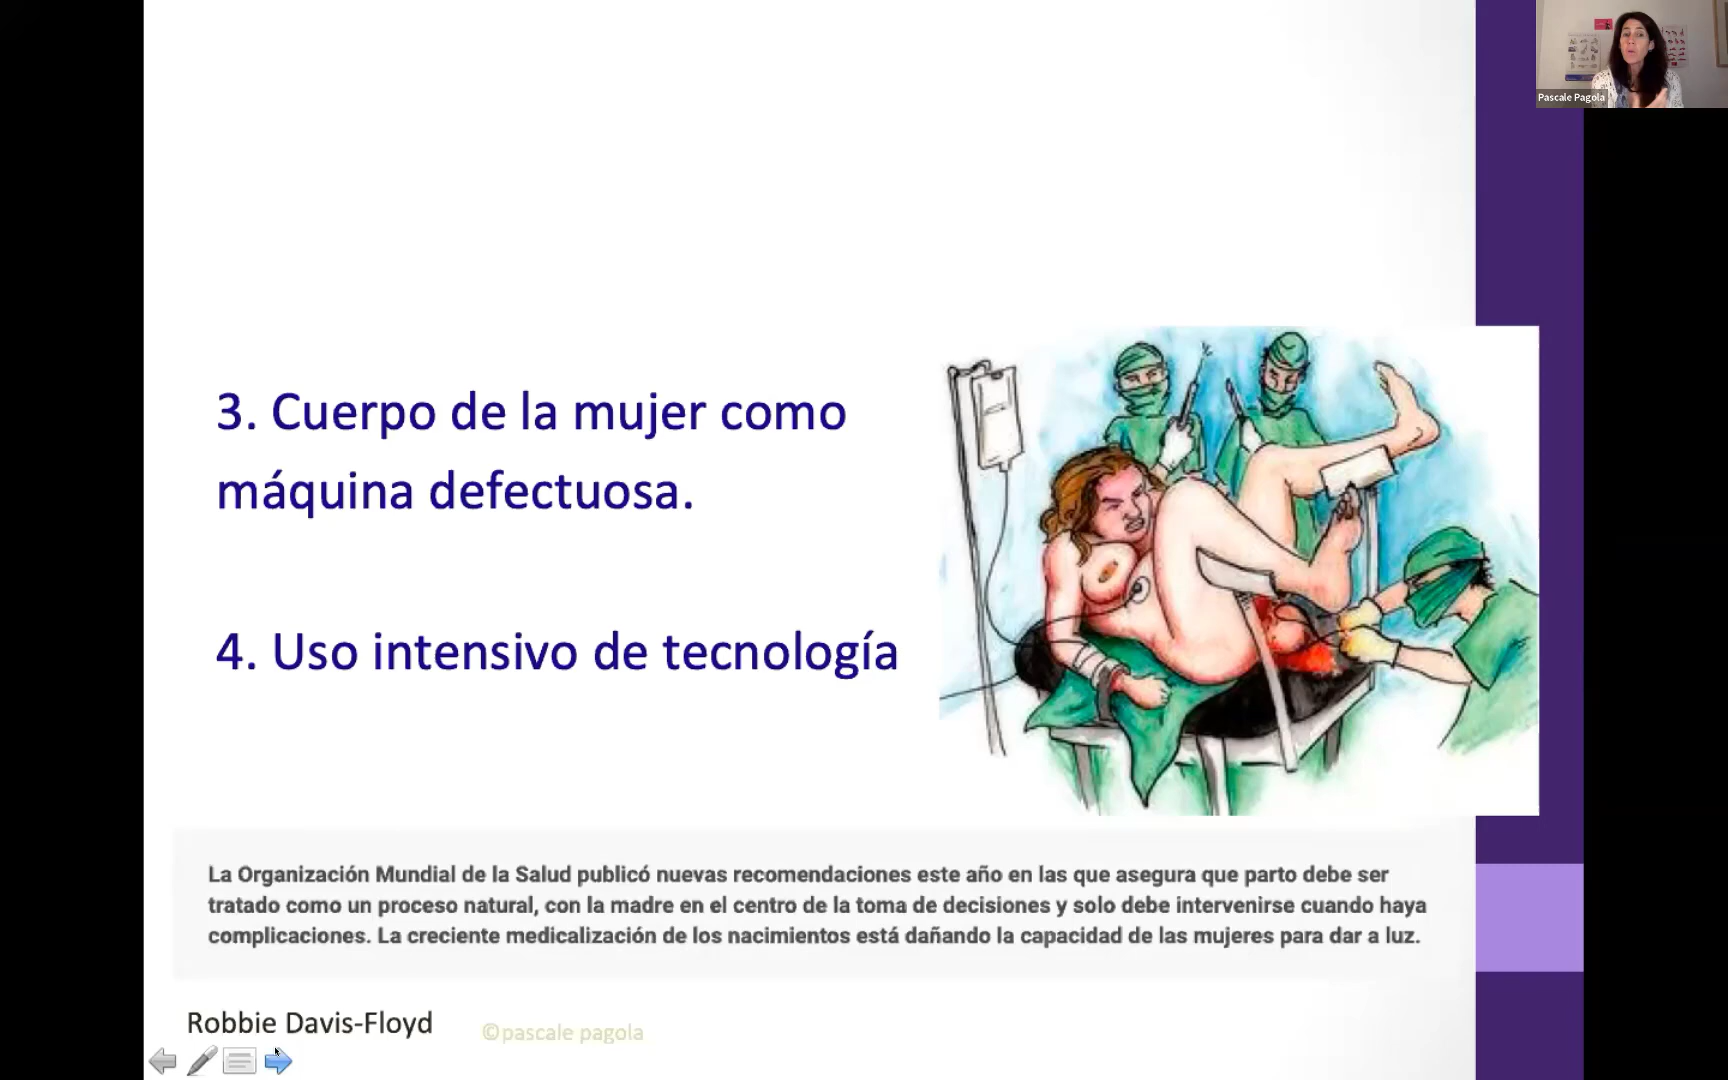 Pascale Pagola
3. Cuerpo de la mujer como
máquina defectuosa.
4. Uso intensivo de tecnología
La Organización Mundial de la Salud publicó nuevas recomendaciones este año en las que asegura que parto debe ser
tratado como un proceso natural, con la madre en el centro de la toma de decisiones y solo debe intervenirse cuando haya
complicaciones. La creciente medicalización de los nacimientos está dañando la capacidad de las mujeres para dar a luz.
Robbie Davis-Floyd
©pascale pagola